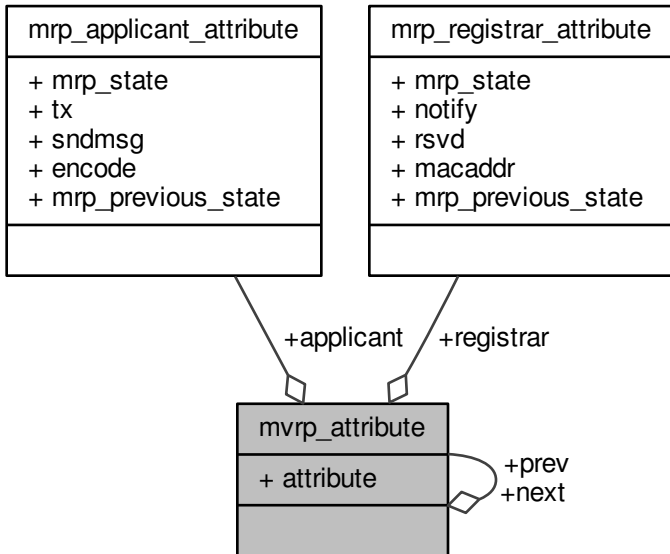 mrp_applicant_attribute
+ mrp_state
+ tx
+ sndmsg
+ encode
+ mrp_previous_state
mrp_registrar_attribute
+ mrp_state
+ notify
+ rsvd
+ macaddr
+ mrp_previous_state
+applicant
+registrar
mvrp_attribute
+ attribute
+prev
+next